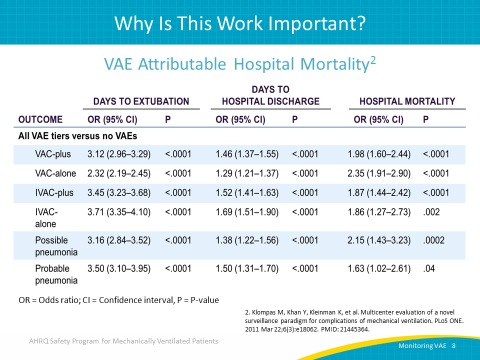 Why Is This Work Important?
VAE Attributable Hospital Mortality2
DAYS TO EXTUBATION DAYS TO HOSPITAL DISCHARGE HOSPITAL MORTALITY
OUTCOME OR (95% CI) P OR (95% CI) P OR (95% CI) P
All VAE tiers versus no VAEs
VAC-plus 3.12 (2.96–3.29) <.0001 1.46 (1.37–1.55) <.0001 1.98 (1.60–2.44) <.0001
VAC-alone 2.32 (2.19–2.45) <.0001 1.29 (1.21–1.37) <.0001 2.35 (1.91–2.90) <.0001
IVAC-plus 3.45 (3.23–3.68) <.0001 1.52 (1.41–1.63) <.0001 1.87 (1.44–2.42) <.0001
IVAC- 3.71 (3.35–4.10) <.0001 1.69 (1.51–1.90) <.0001 1.86 (1.27–2.73) .002
alone
Possible 3.16 (2.84–3.52) <.0001 1.38 (1.22–1.56) <.0001 2.15 (1.43–3.23) .0002
pneumonia
Probable 3.50 (3.10–3.95) <.0001 1.50 (1.31–1.70) <.0001 1.63 (1.02–2.61) .04
pneumonia
OR = Odds ratio; CI = Confidence interval, P = P-value
2. Klompas M, Khan Y, Kleinman K, et al. Multicenter evaluation of a novel
surveillance paradigm for complications of mechanical ventilation. PLoS ONE.
2011 Mar 22;6(3):e18062. PMID: 21445364.
AHRQ Safety Program for Mechanically Ventilated Patients
Monitoring VAE 8